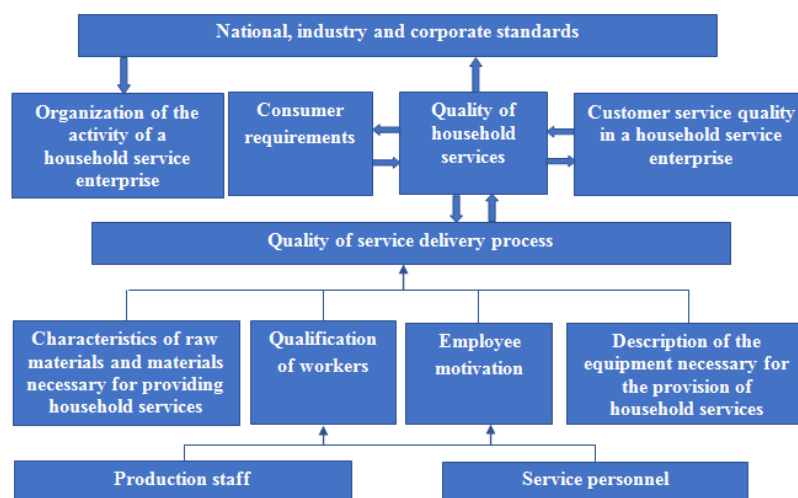 National, industry and corporate standards
Organization of the
activity of a
household service
enterprise
Consumer
requirements
Quality of
household
services
Customer service quality
in a household service
enterprise
Quality of service delivery process
Characteristics of raw
materials and materials
necessary for providing
household services
Qualification
of workers
Employee
motivation
Description of the
equipment necessary for
the provision of
household services
Production staff
Service personnel